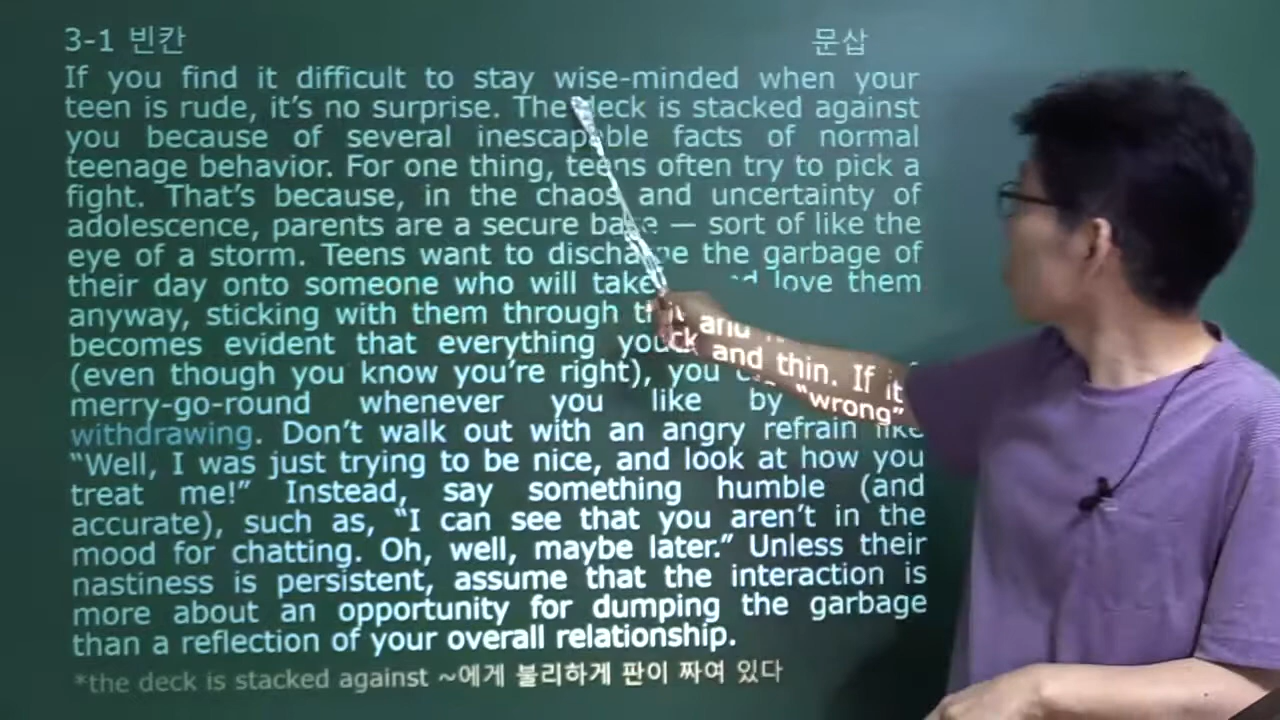 3-1 빈칸 문삽
If you find it difficult to stay wise-minded when your
teen is rude, it's no surprise. The deck is stacked against
you because of several inescapable facts of normal
teenage behavior. For one thing, teens often try to pick a
fight. That's because, in the chaos and uncertainty of
adolescence, parents are a secure base — sort of like the
eye of a storm. Teens want to discharge the garbage of
their day onto someone who will take and love them
anyway, sticking with them through thick and thin. If it
becomes evident that everything you “wrong”
(even though you know you're right), you
merry-go-round whenever you like by
withdrawing. Don't walk out with an angry refrain like
“Well, I was just trying to be nice, and look at how you
treat me!” Instead, say something humble (and
accurate), such as, “I can see that you aren't in the
mood for chatting. Oh, well, maybe later.” Unless their
nastiness is persistent, assume that the interaction is
more about an opportunity for dumping the garbage
than a reflection of your overall relationship.
*the deck is stacked against ~에게 불리하게 판이 짜여 있다